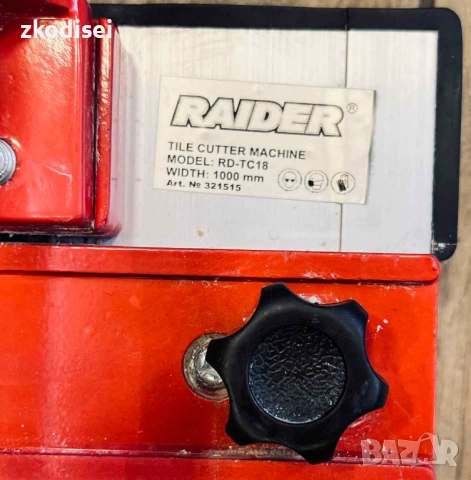 zkodisei
RAIDER®
TILE CUTTER MACHINE
MODEL: RD-TC18
WIDTH: 1000 mm
Art. № 321515
BAZAR